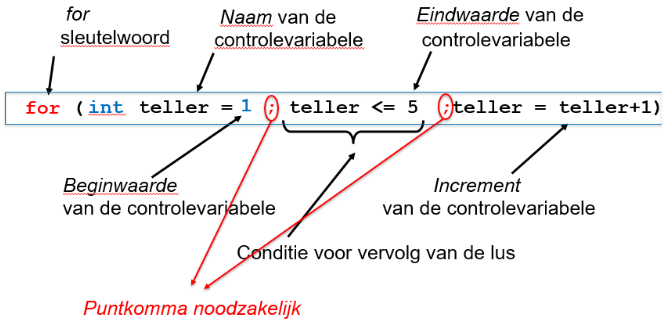 for
sleutelwoord
Naam van de
controlevariabele
Eindwaarde van de
controlevariabele
for (int teller = 1 ; teller <= 5 ;teller = teller+1)
Beginwaarde
van de controlevariabele
Increment
van de controlevariabele
Conditie voor vervolg van de lus
Puntkomma noodzakelijk